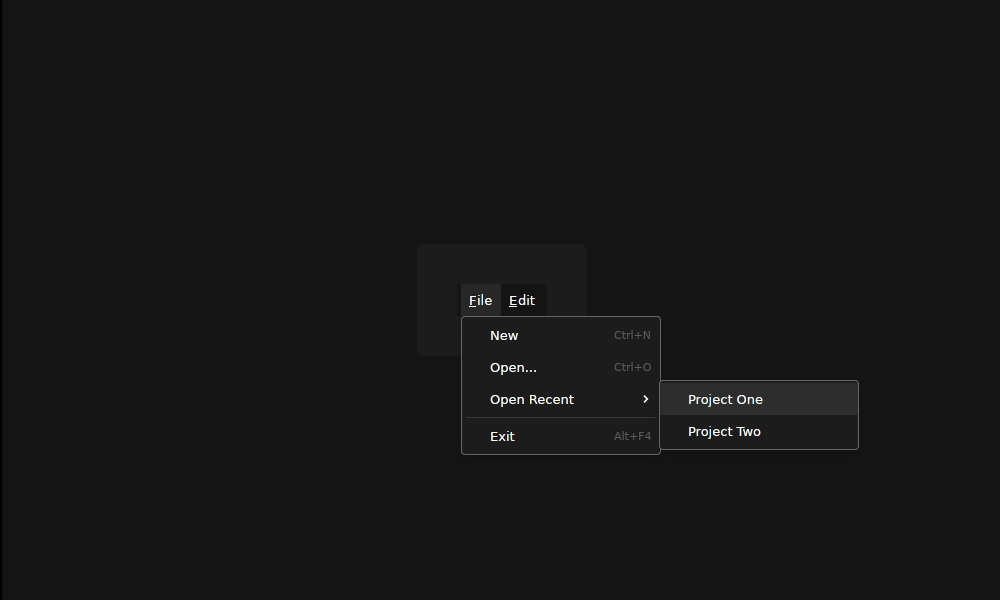 File Edit
New Ctrl+N
Open... Ctrl+O
Open Recent Project One
Project Two
Exit Alt+F4